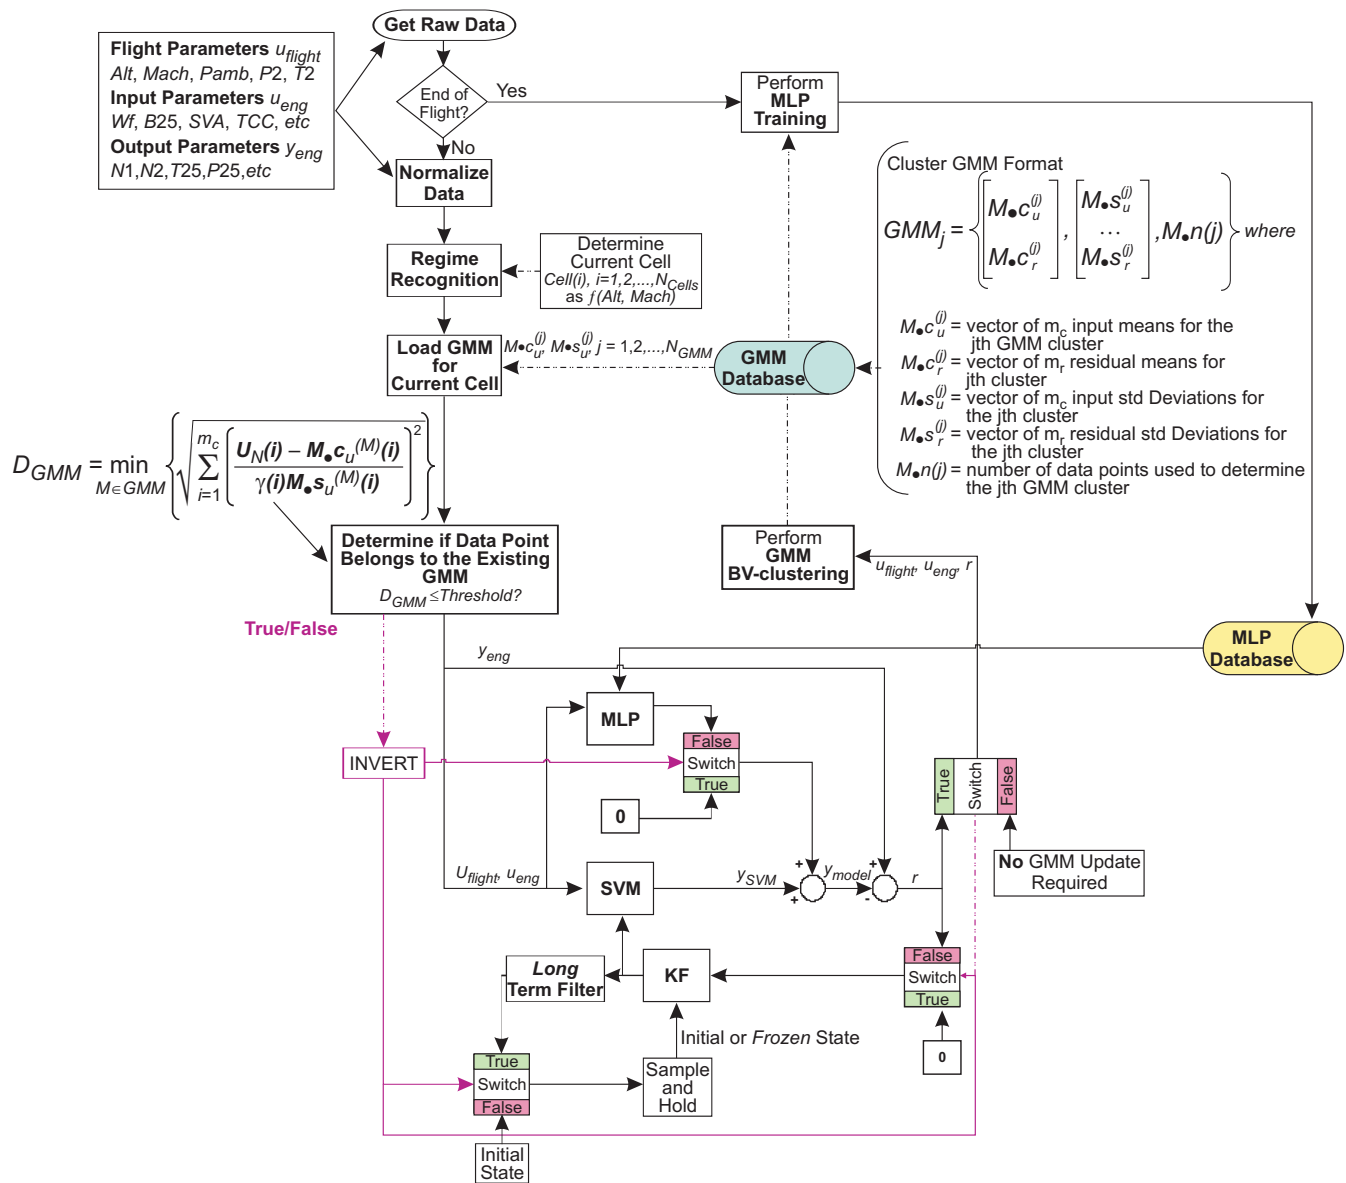 Get Raw Data
Flight Parameters u_flight
Alt, Mach, Pamb, P2, T2
Input Parameters u_eng
Wf, B25, SVA, TCC, etc
Output Parameters y_eng
N1,N2,T25,P25,etc
End of
Flight?
Yes
No
Perform
MLP
Training
Normalize
Data
Regime
Recognition
Determine
Current Cell
Cell(i), i=1,2,...,N_Cells
as ƒ(Alt, Mach)
Cluster GMM Format
GMM_j = { [ M•c_u^(j) M•c_r^(j) ] , [ M•s_u^(j) ... M•s_r^(j) ] , M•n(j) } where
Load GMM
for
Current Cell
M•c_u^(j), M•s_u^(j), j = 1,2,...,N_GMM
GMM
Database
M•c_u^(j) = vector of m_c input means for the
jth GMM cluster
M•c_r^(j) = vector of m_r residual means for
jth cluster
M•s_u^(j) = vector of m_c input std Deviations for
the jth cluster
M•s_r^(j) = vector of m_r residual std Deviations for
the jth cluster
M•n(j) = number of data points used to determine
the jth GMM cluster
D_GMM = min_{M∈GMM} { √ Σ_{i=1}^{m_c} [ (U_N(i) – M•c_u^(M)(i)) / (γ(i)M•s_u^(M)(i)) ]^2 }
Determine if Data Point
Belongs to the Existing
GMM
D_GMM ≤Threshold?
Perform
GMM
BV-clustering
u_flight, u_eng, r
True/False
y_eng
MLP
Database
MLP
False
Switch
True
INVERT
0
True
Switch
False
No GMM Update
Required
U_flight, u_eng
SVM
y_SVM
+
+
y_model
+
-
r
False
Switch
True
0
Long
Term Filter
KF
Initial or Frozen State
True
Switch
False
Sample
and
Hold
Initial
State